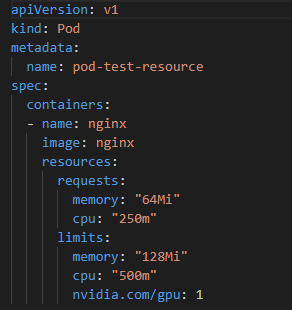 apiVersion: v1
kind: Pod
metadata:
  name: pod-test-resource
spec:
  containers:
  - name: nginx
    image: nginx
    resources:
      requests:
        memory: "64Mi"
        cpu: "250m"
      limits:
        memory: "128Mi"
        cpu: "500m"
        nvidia.com/gpu: 1